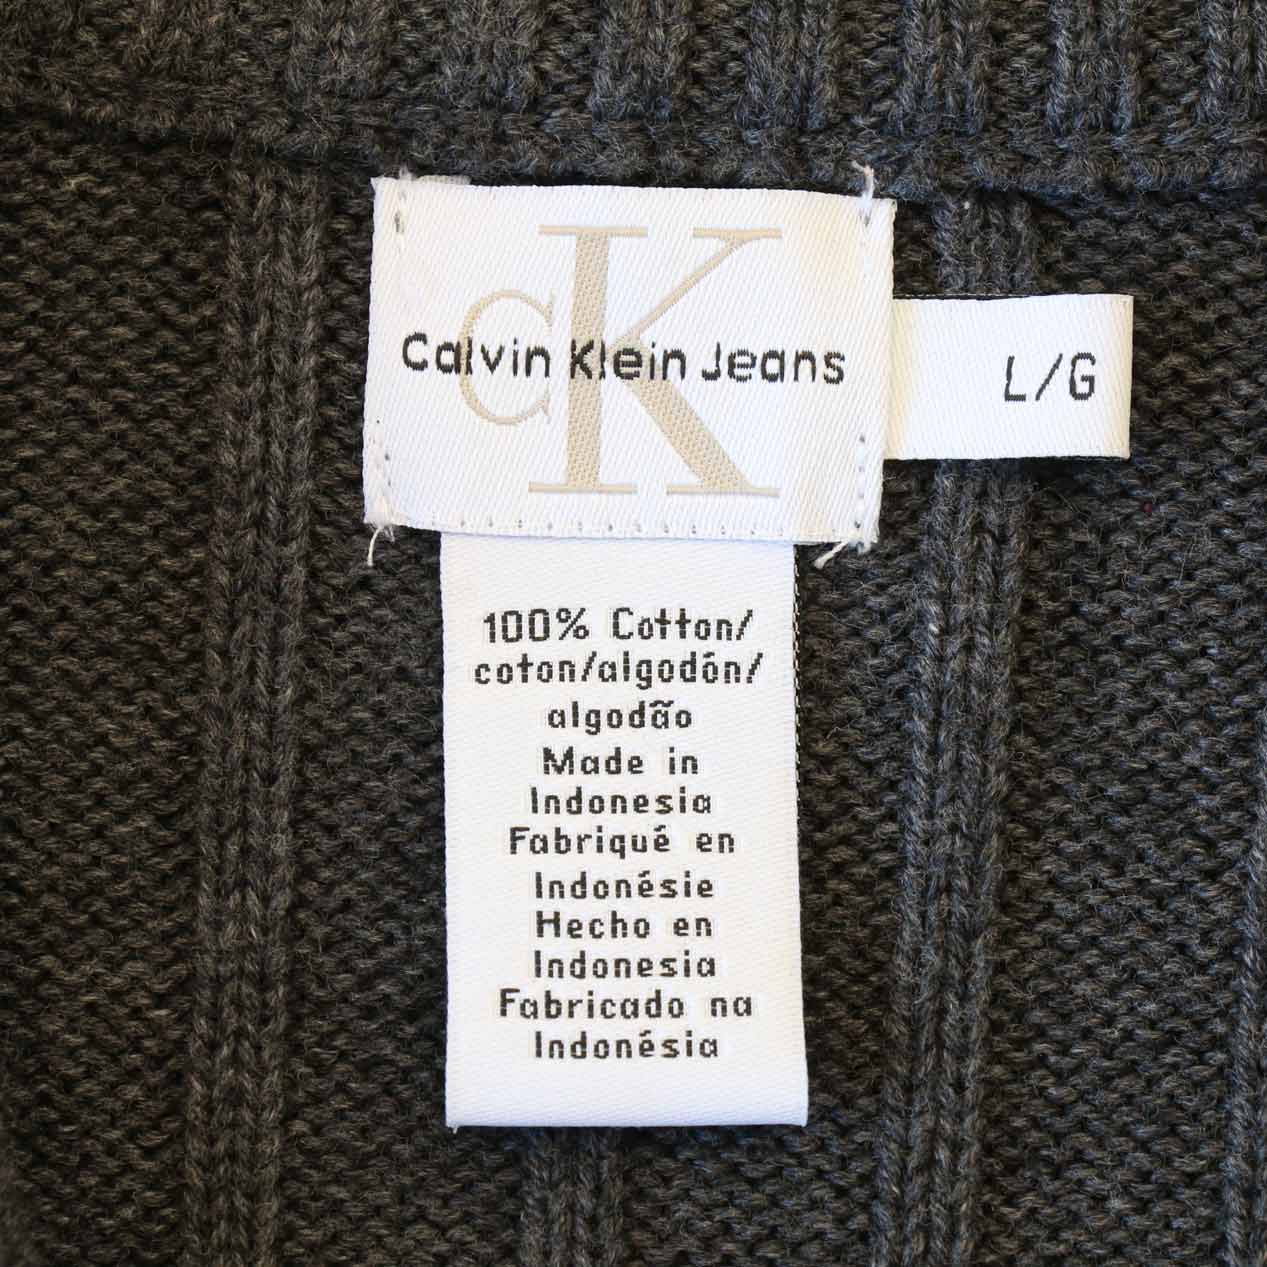 CK
Calvin Klein Jeans
L/G
100% Cotton/
coton/algodón/
algodão
Made in
Indonesia
Fabriqué en
Indonésie
Hecho en
Indonesia
Fabricado na
Indonésia